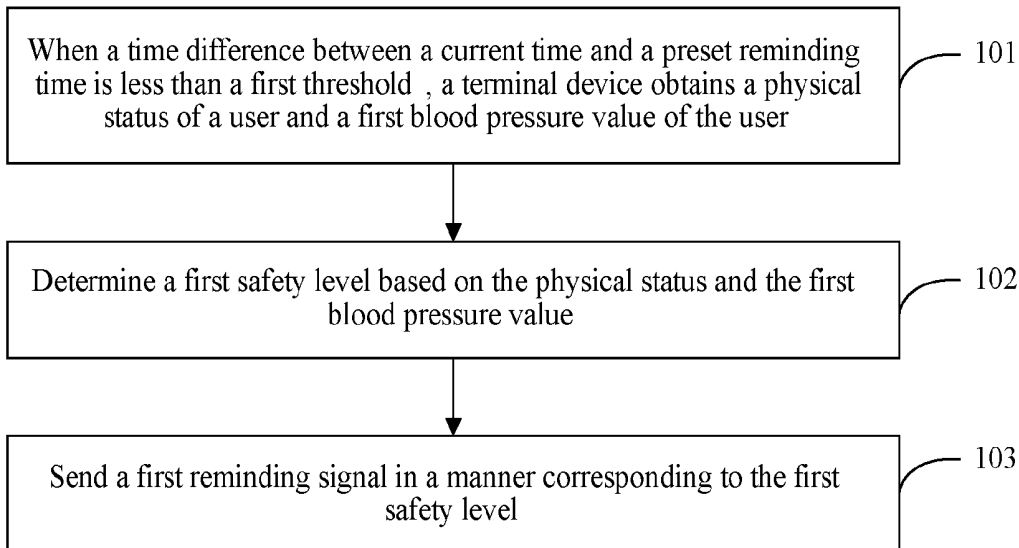 When a time difference between a current time and a preset reminding
time is less than a first threshold , a terminal device obtains a physical
status of a user and a first blood pressure value of the user
101
Determine a first safety level based on the physical status and the first
blood pressure value
102
Send a first reminding signal in a manner corresponding to the first
safety level
103